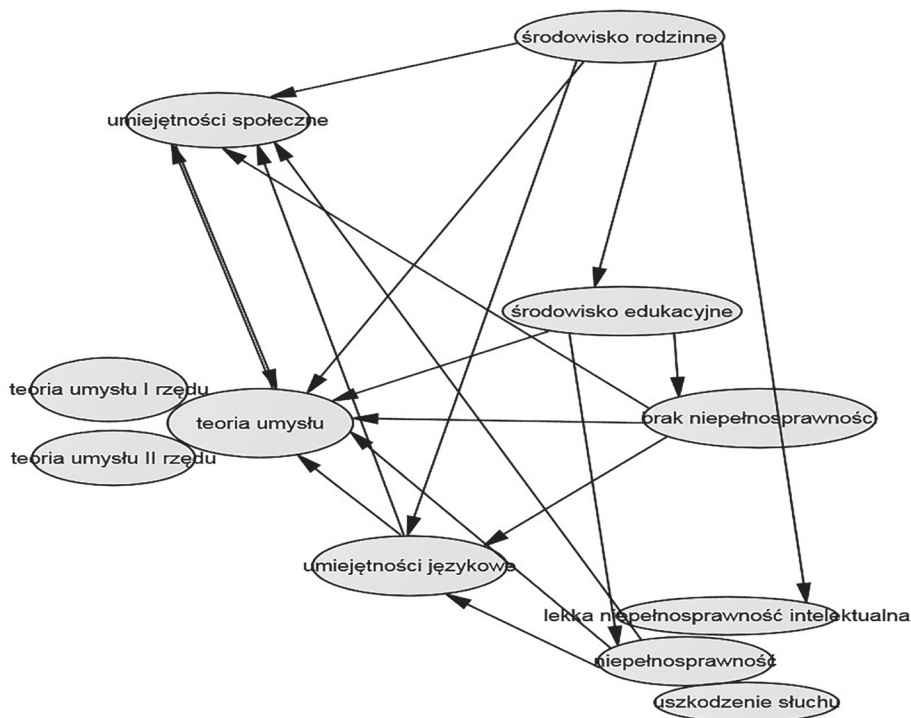 środowisko rodzinne
umiejętności społeczne
środowisko edukacyjne
teoria umysłu I rzędu
teoria umysłu
brak niepełnosprawności
teoria umysłu II rzędu
umiejętności językowe
lekka niepełnosprawność intelektualna
niepełnosprawność
uszkodzenie słuchu